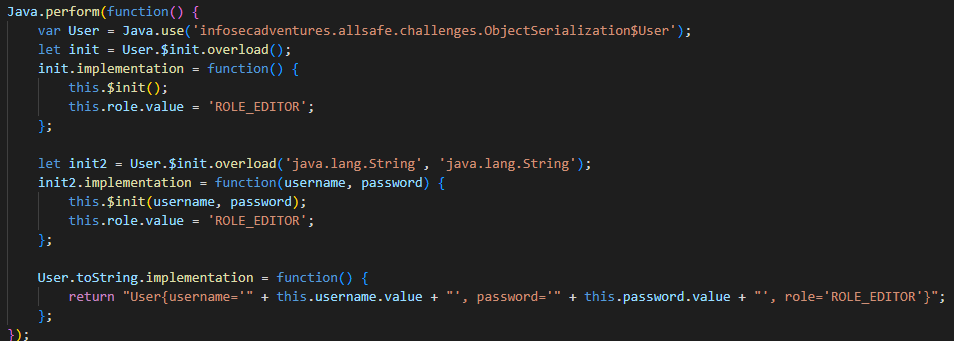 Java.perform(function() {
    var User = Java.use('infosecadventures.allsafe.challenges.ObjectSerialization$User');
    let init = User.$init.overload();
    init.implementation = function() {
        this.$init();
        this.role.value = 'ROLE_EDITOR';
    };

    let init2 = User.$init.overload('java.lang.String', 'java.lang.String');
    init2.implementation = function(username, password) {
        this.$init(username, password);
        this.role.value = 'ROLE_EDITOR';
    };

    User.toString.implementation = function() {
        return "User{username='" + this.username.value + "', password='" + this.password.value + "', role='ROLE_EDITOR'}";
    };
});